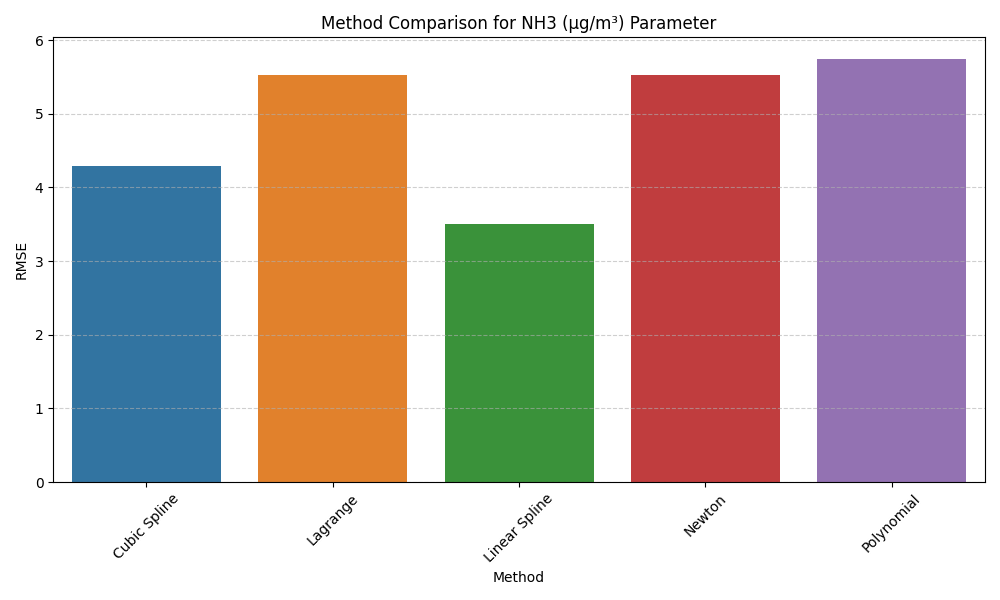 Method Comparison for NH3 (µg/m³) Parameter
6
5
4
3
2
1
0
RMSE
Cubic Spline
Lagrange
Linear Spline
Newton
Polynomial
Method